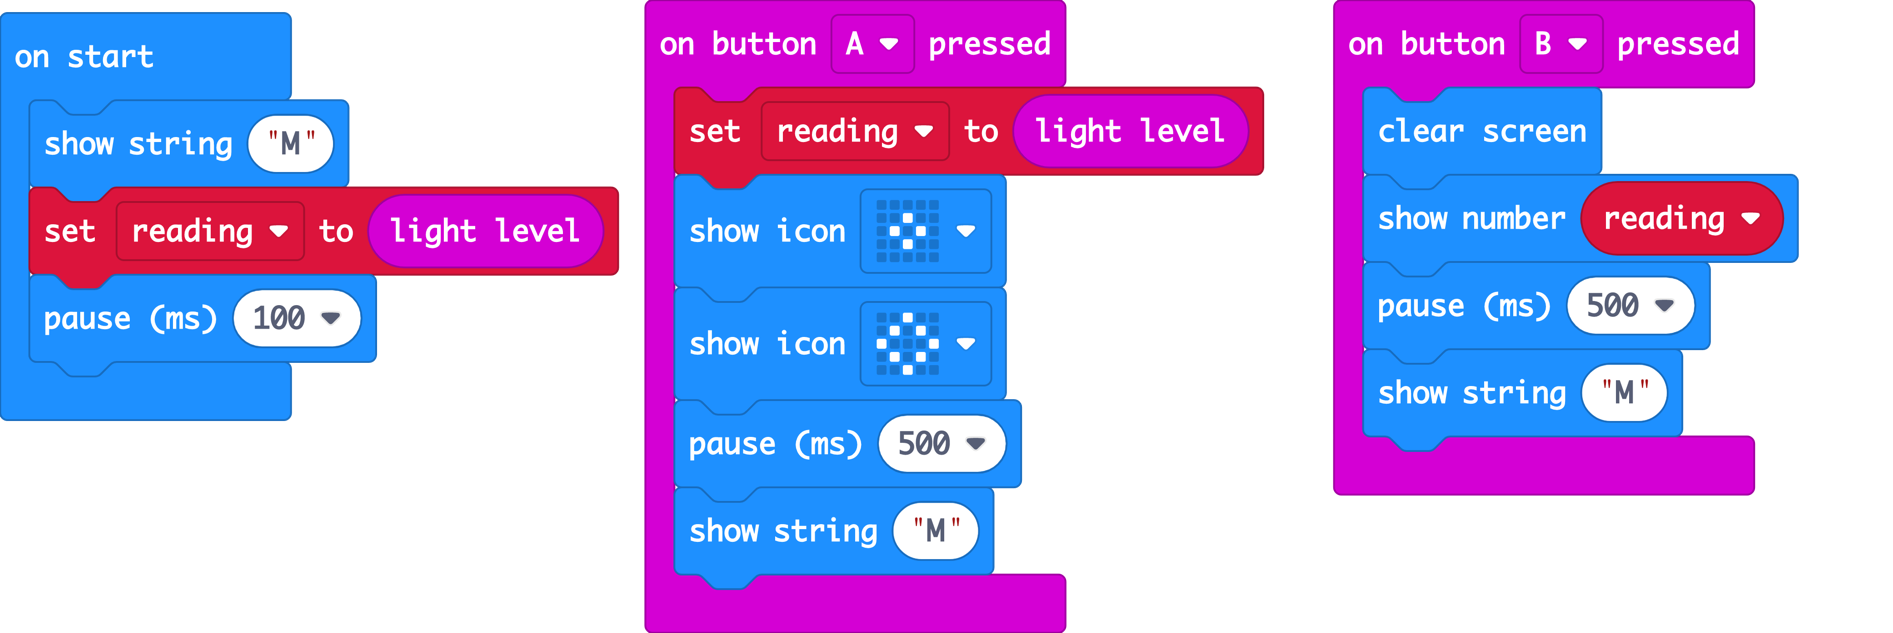 on start
show string "M"
set reading to light level
pause (ms) 100
on button A pressed
set reading to light level
show icon
show icon
pause (ms) 500
show string "M"
on button B pressed
clear screen
show number reading
pause (ms) 500
show string "M"